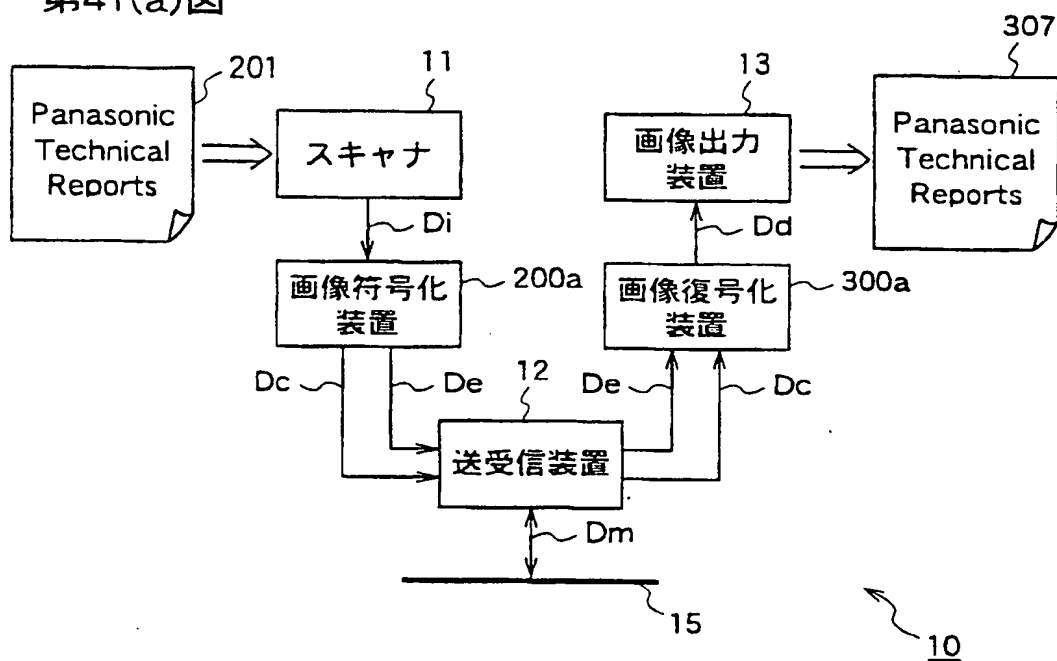 第41(a)図
307
201
11
13
Panasonic
Technical
Reports
スキャナ
画像出力
装置
Panasonic
Technical
Reports
Di
Dd
画像符号化
装置
200a
画像復号化
装置
300a
Dc
De
12
De
Dc
送受信装置
Dm
15
10